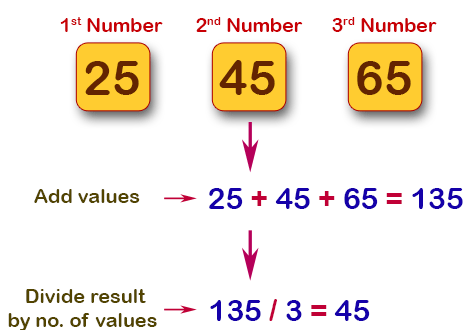 1st Number 2nd Number 3rd Number
25 45 65
Add values 25 + 45 + 65 = 135
Divide result
by no. of values 135 / 3 = 45